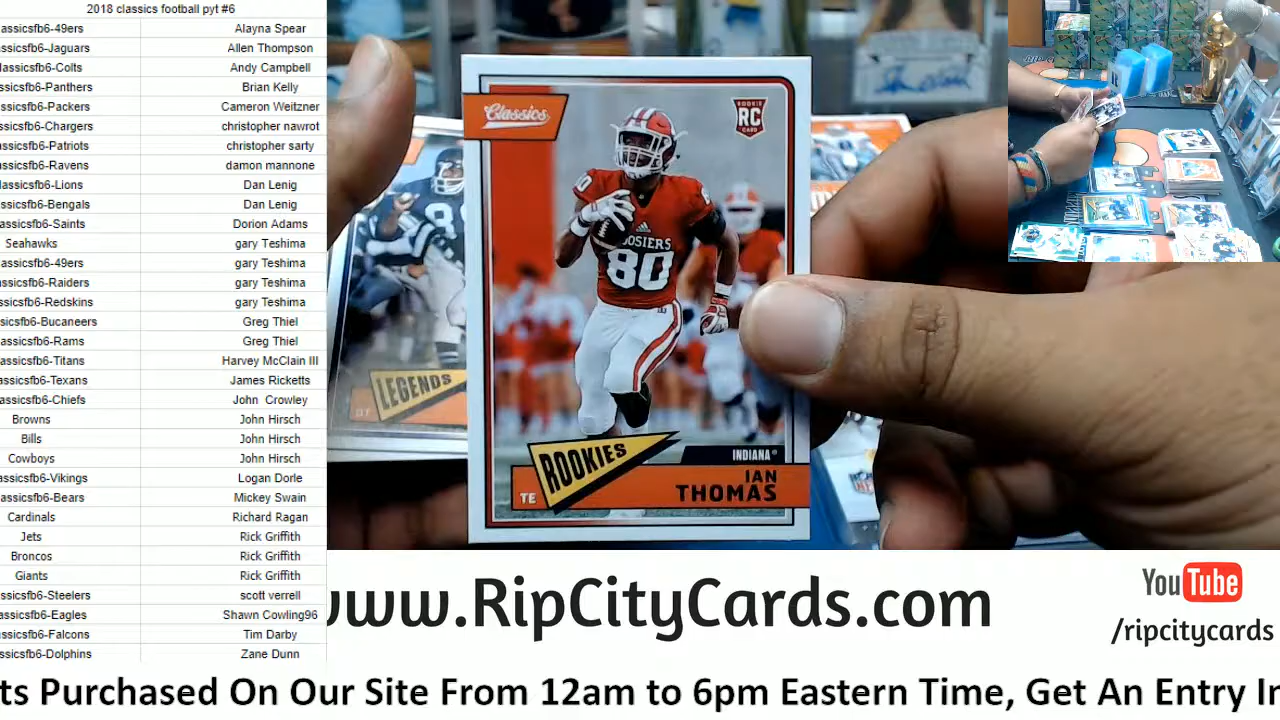 2018 classics football pyt #6
assicsfb6-49ers Alayna Spear
assicsfb6-Jaguars Allen Thompson
lassicsfb6-Colts Andy Campbell
assicsfb6-Panthers Brian Kelly
assicsfb6-Packers Cameron Weitzner
assicsfb6-Chargers christopher nawrot
assicsfb6-Patriots christopher sarty
assicsfb6-Ravens damon mannone
assicsfb6-Lions Dan Lenig
assicsfb6-Bengals Dan Lenig
assicsfb6-Saints Dorion Adams
Seahawks gary Teshima
assicsfb6-49ers gary Teshima
assicsfb6-Raiders gary Teshima
assicsfb6-Redskins gary Teshima
sicsfb6-Bucaneers Greg Thiel
assicsfb6-Rams Greg Thiel
assicsfb6-Titans Harvey McClain III
assicsfb6-Texans James Ricketts
assicsfb6-Chiefs John Crowley
Browns John Hirsch
Bills John Hirsch
Cowboys John Hirsch
assicsfb6-Vikings Logan Dorle
assicsfb6-Bears Mickey Swain
Cardinals Richard Ragan
Jets Rick Griffith
Broncos Rick Griffith
Giants Rick Griffith
assicsfb6-Steelers scott verrell
assicsfb6-Eagles Shawn Cowling96
assicsfb6-Falcons Tim Darby
ssicsfb6-Dolphins Zane Dunn
Classics
ROOKIE
RC
CARD
80
80
HOOSIERS
80
LEGENDS
DT
ROOKIES
INDIANA
TE
IAN
THOMAS
NFL
www.RipCityCards.com
YouTube
/ripcitycards
ts Purchased On Our Site From 12am to 6pm Eastern Time, Get An Entry In